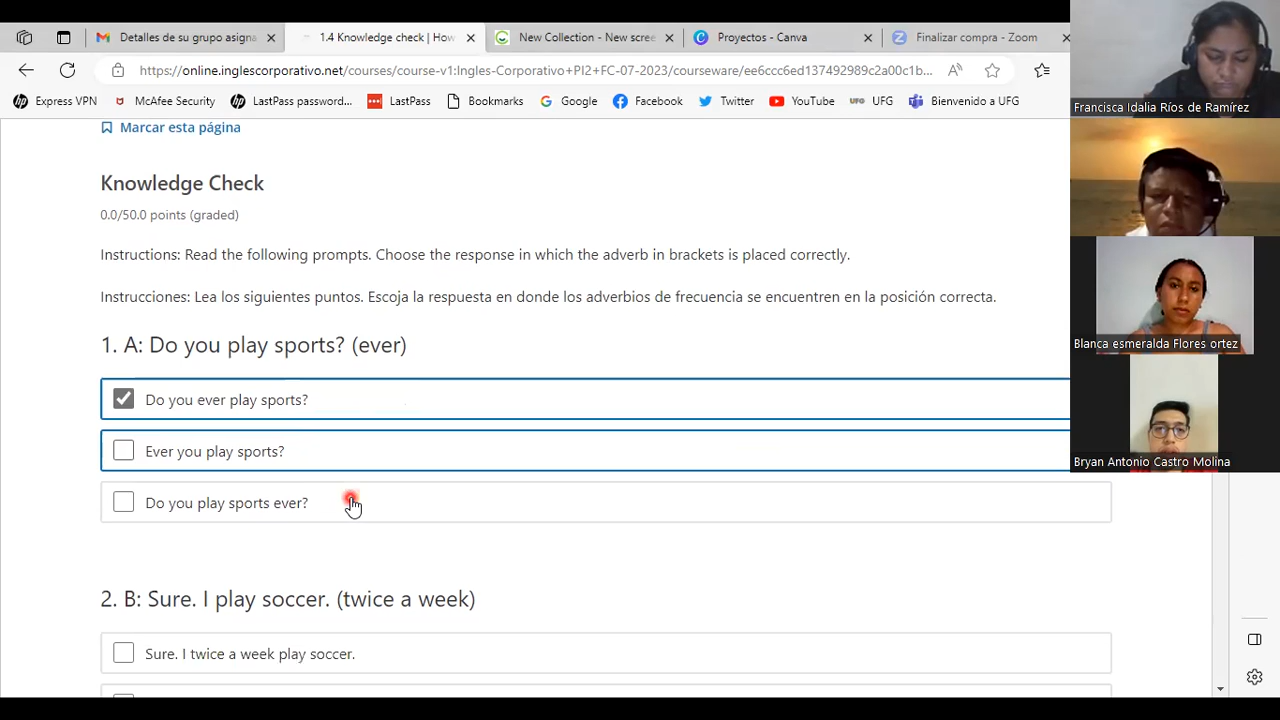 Detalles de su grupo asigna
1.4 Knowledge check | How
New Collection - New scree
Proyectos - Canva
Finalizar compra - Zoom
https://online.inglescorporativo.net/courses/course-v1:Ingles-Corporativo+PI2+FC-07-2023/courseware/ee6ccc6ed137492989c2a00c1b...
Express VPN
McAfee Security
LastPass password...
LastPass
Bookmarks
Google
Facebook
Twitter
YouTube
UFG
Bienvenido a UFG
Marcar esta página
Knowledge Check
0.0/50.0 points (graded)
Instructions: Read the following prompts. Choose the response in which the adverb in brackets is placed correctly.
Instrucciones: Lea los siguientes puntos. Escoja la respuesta en donde los adverbios de frecuencia se encuentren en la posición correcta.
1. A: Do you play sports? (ever)
Do you ever play sports?
Ever you play sports?
Do you play sports ever?
2. B: Sure. I play soccer. (twice a week)
Sure. I twice a week play soccer.
Francisca Idalia Ríos de Ramírez
Blanca esmeralda Flores ortez
Bryan Antonio Castro Molina